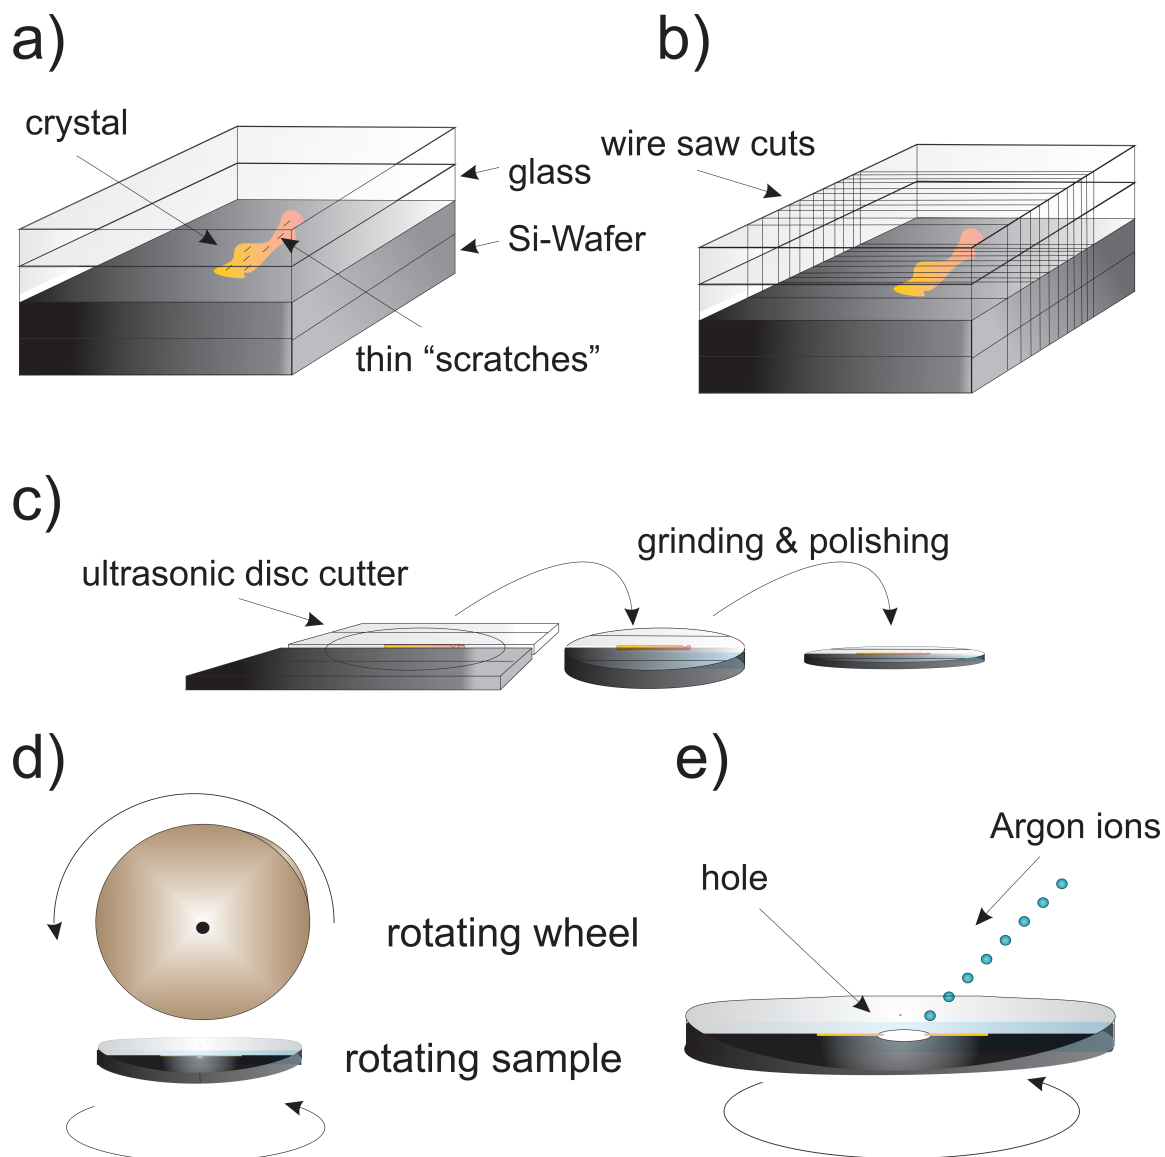 a)
b)
crystal
glass
Si-Wafer
thin “scratches”
wire saw cuts
c)
ultrasonic disc cutter
grinding & polishing
d)
rotating wheel
rotating sample
e)
Argon ions
hole